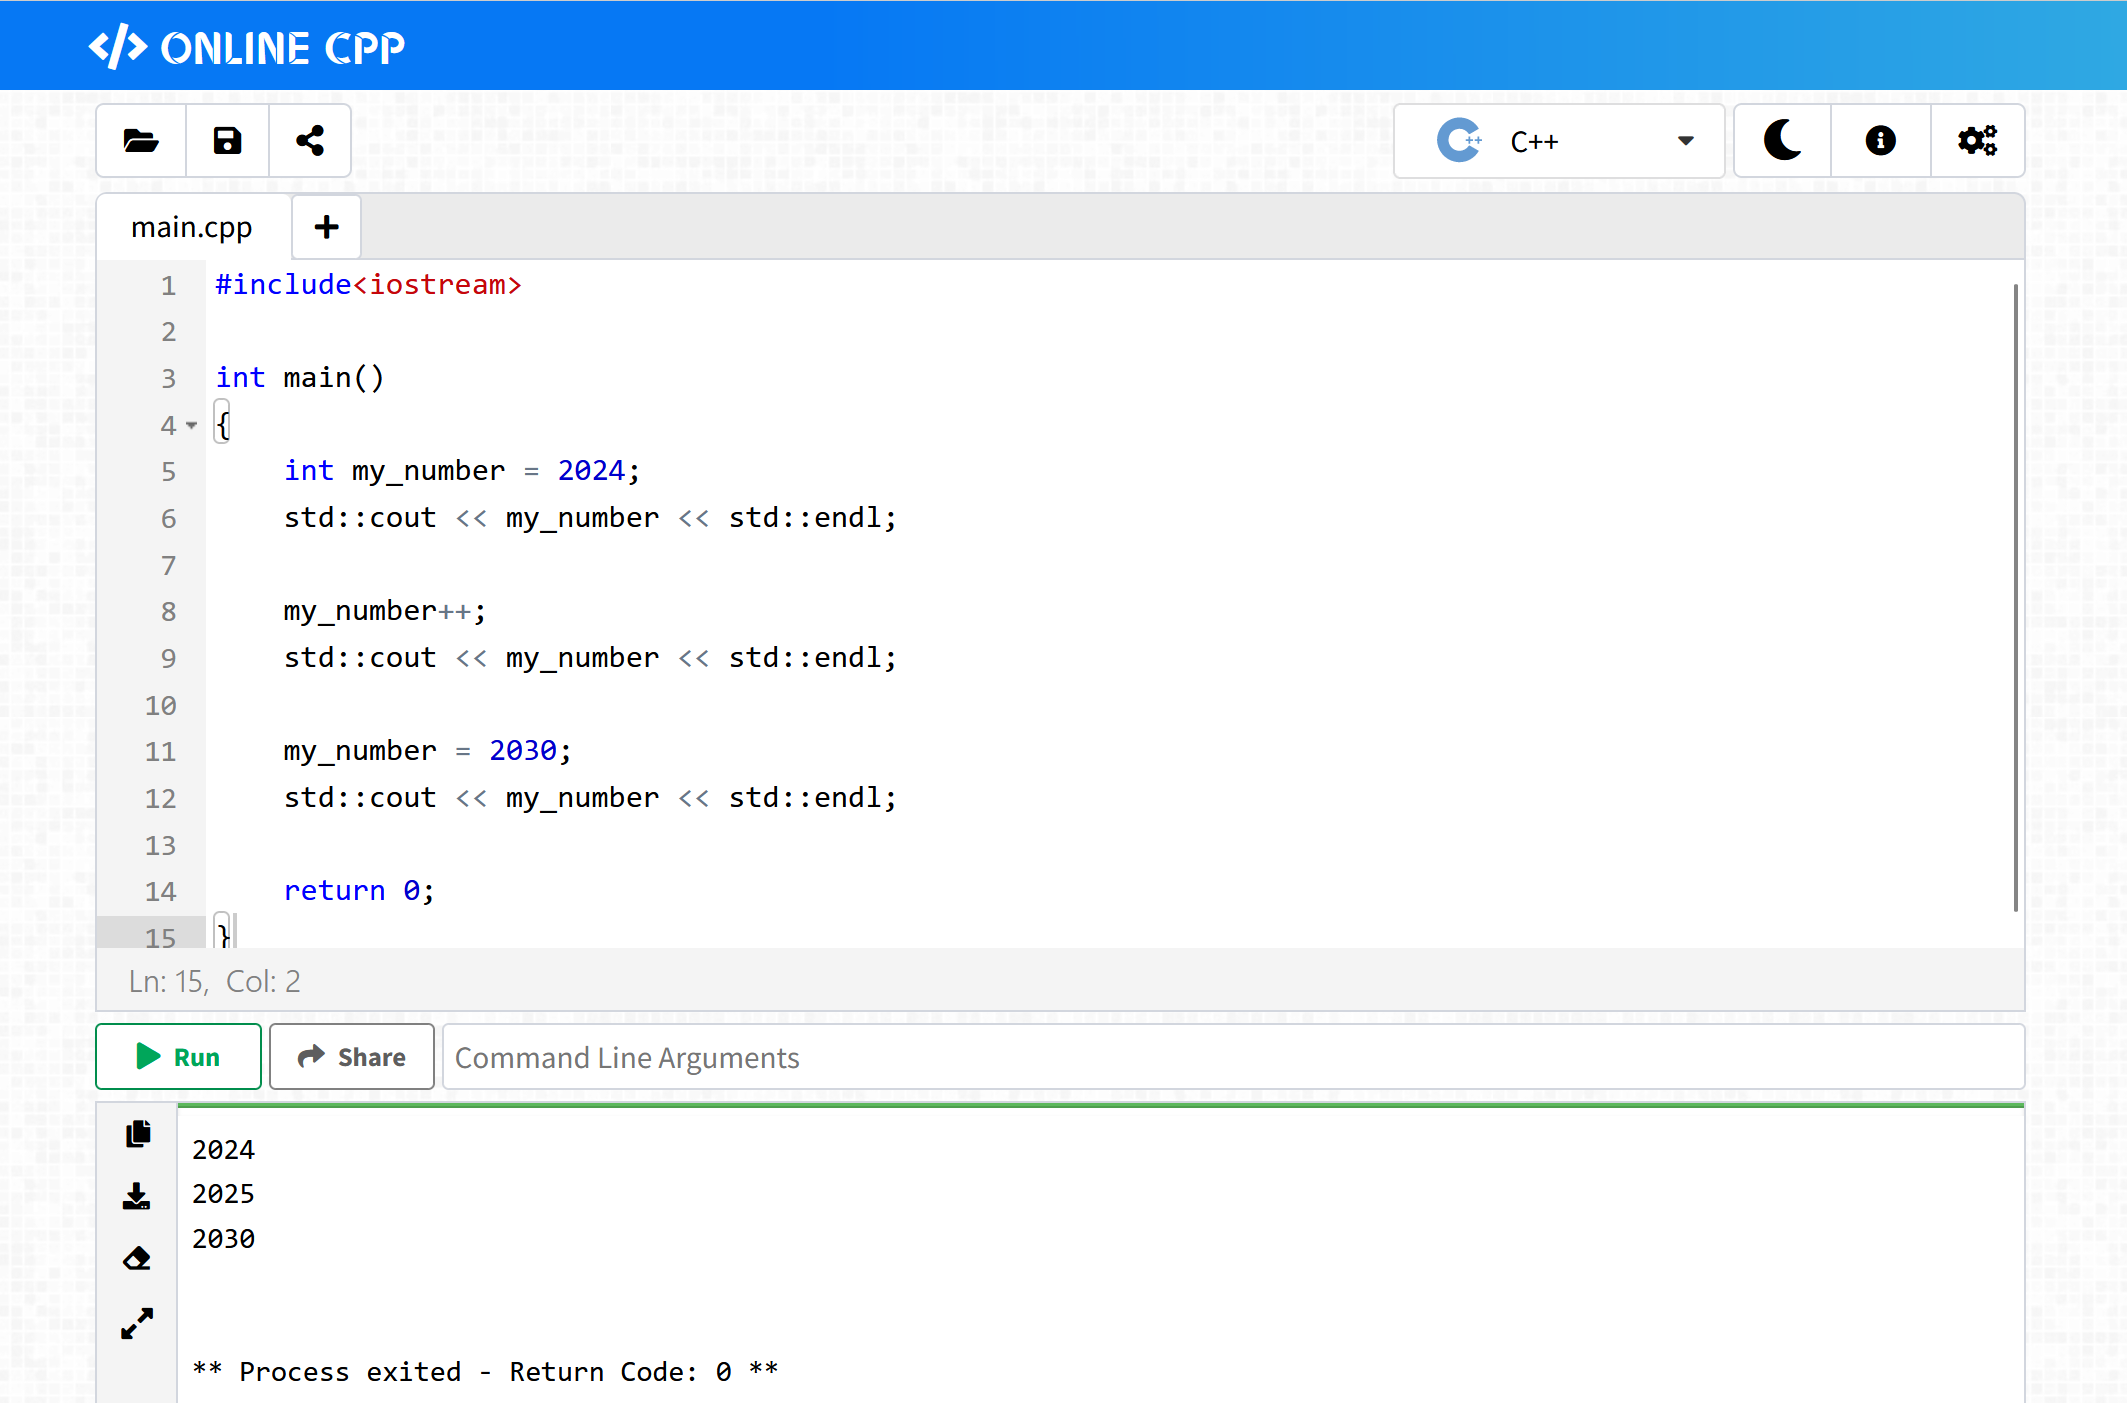 </> ONLINE CPP
C++
main.cpp +
1 #include<iostream>
2
3 int main()
4 {
5     int my_number = 2024;
6     std::cout << my_number << std::endl;
7
8     my_number++;
9     std::cout << my_number << std::endl;
10
11     my_number = 2030;
12     std::cout << my_number << std::endl;
13
14     return 0;
15 }
Ln: 15, Col: 2
Run Share Command Line Arguments
2024
2025
2030
** Process exited - Return Code: 0 **